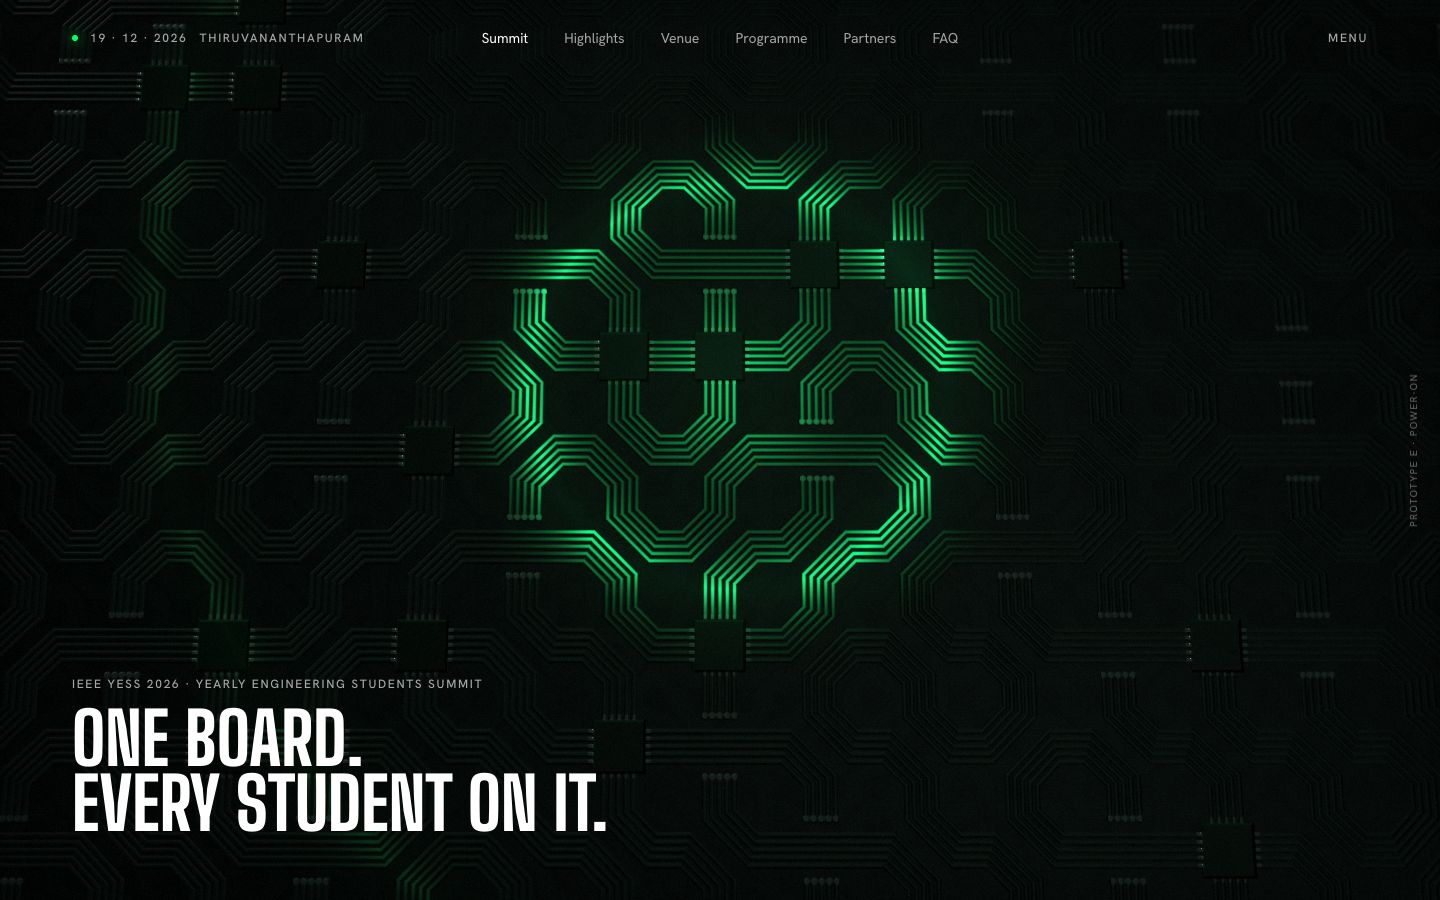 19 · 12 · 2026 THIRUVANANTHAPURAM
Summit Highlights Venue Programme Partners FAQ
MENU
PROTOTYPE E · POWER-ON
IEEE YESS 2026 · YEARLY ENGINEERING STUDENTS SUMMIT
ONE BOARD.
EVERY STUDENT ON IT.